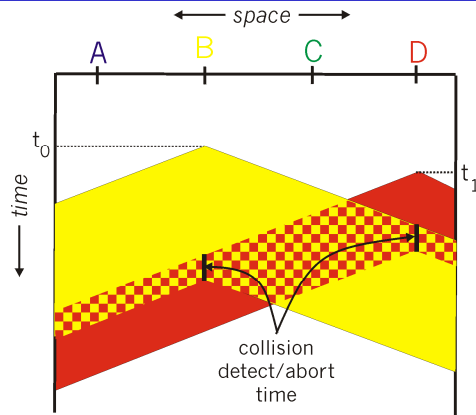 space
A B C D
t0
t1
time
collision
detect/abort
time